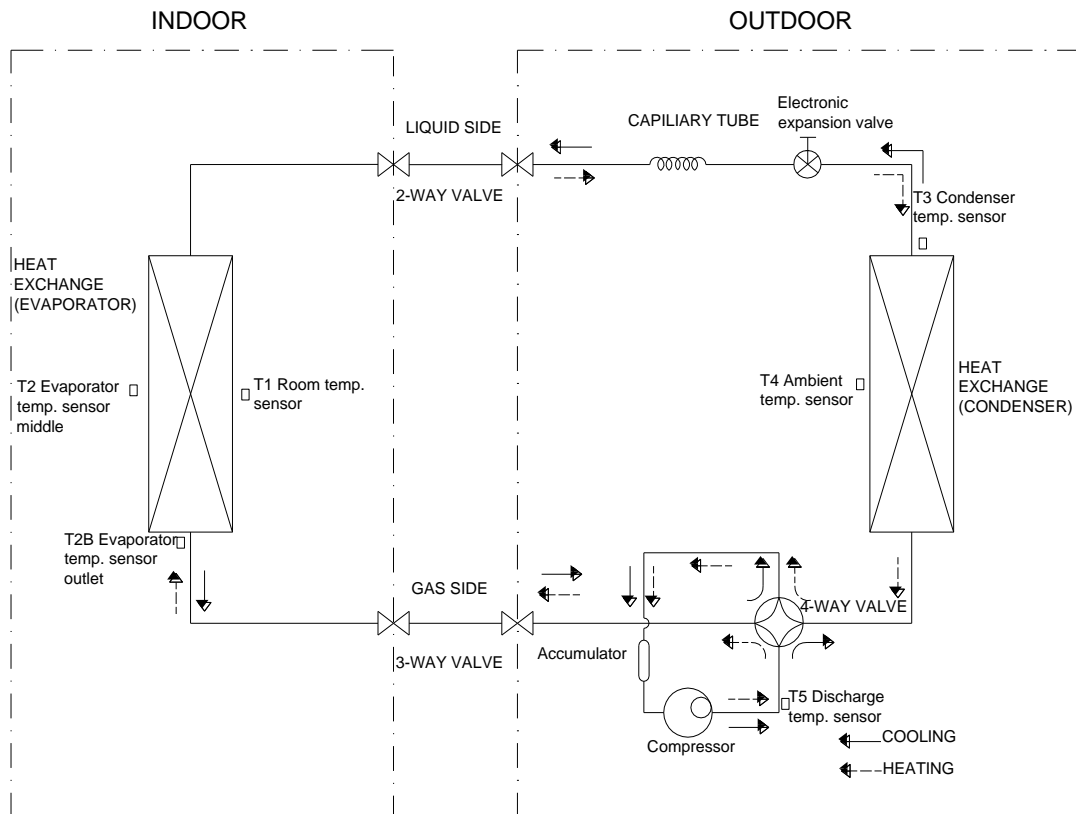 INDOOR
OUTDOOR
Electronic
expansion valve
CAPILIARY TUBE
LIQUID SIDE
2-WAY VALVE
T3 Condenser
temp. sensor
HEAT
EXCHANGE
(EVAPORATOR)
T2 Evaporator
temp. sensor
middle
T1 Room temp.
sensor
T4 Ambient
temp. sensor
HEAT
EXCHANGE
(CONDENSER)
T2B Evaporator
temp. sensor
outlet
GAS SIDE
3-WAY VALVE
4-WAY VALVE
Accumulator
Compressor
T5 Discharge
temp. sensor
COOLING
HEATING